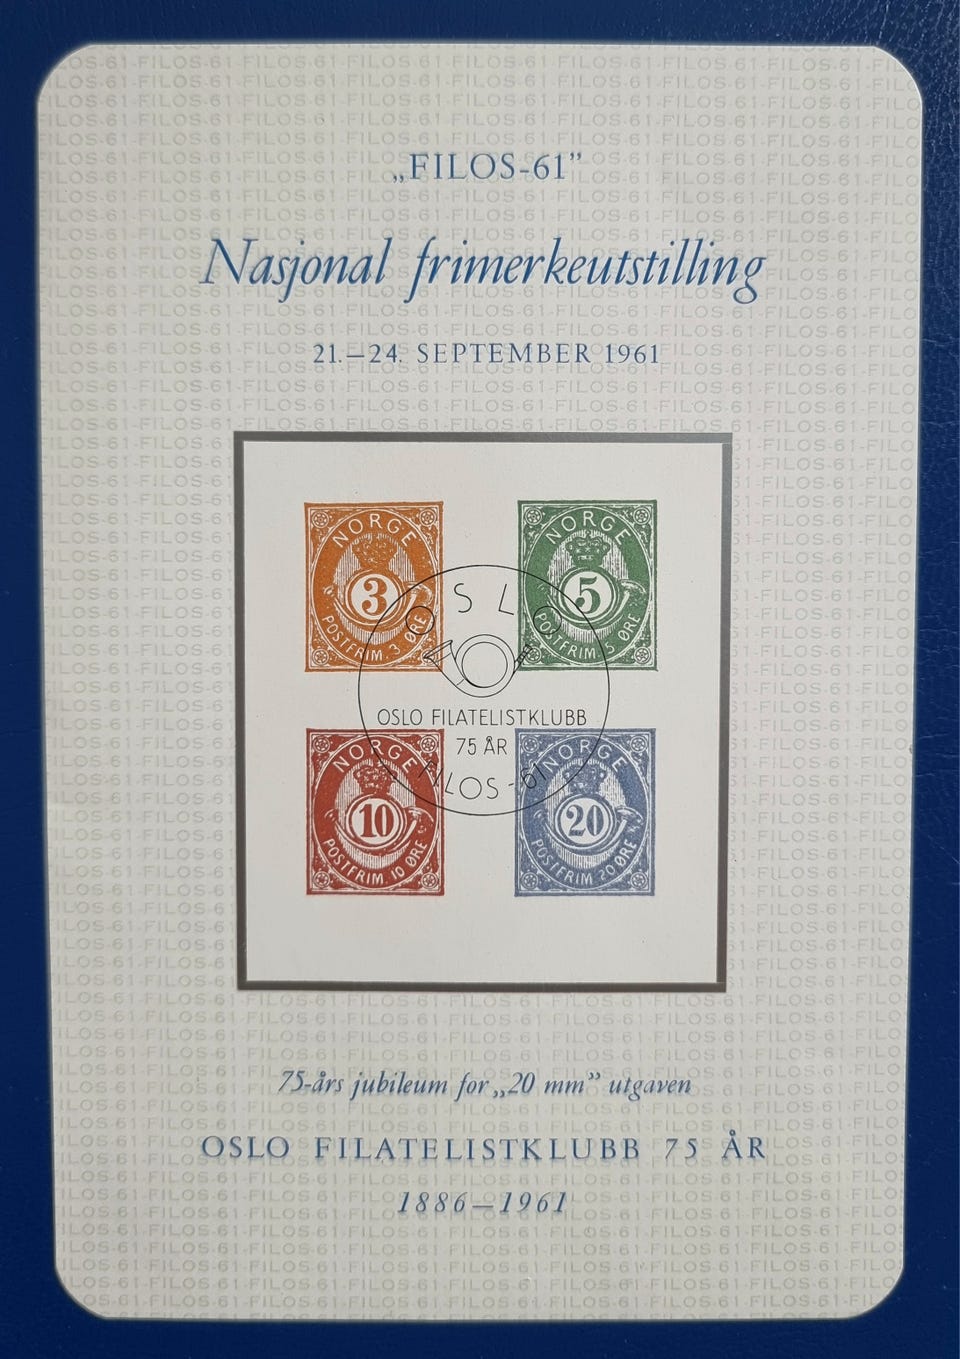 „FILOS-61”
Nasjonal frimerkeutstilling
21.—24. SEPTEMBER 1961
NORGE
3
POSTFRIM. 3 ØRE
NORGE
5
POSTFRIM. 5 ØRE
OSLO
OSLO FILATELISTKLUBB
75 ÅR
FILOS-61
NORGE
10
POSTFRIM. 10 ØRE
NORGE
20
POSTFRIM. 20 ØRE
75-års jubileum for „20 mm” utgaven
OSLO FILATELISTKLUBB 75 ÅR
1886—1961